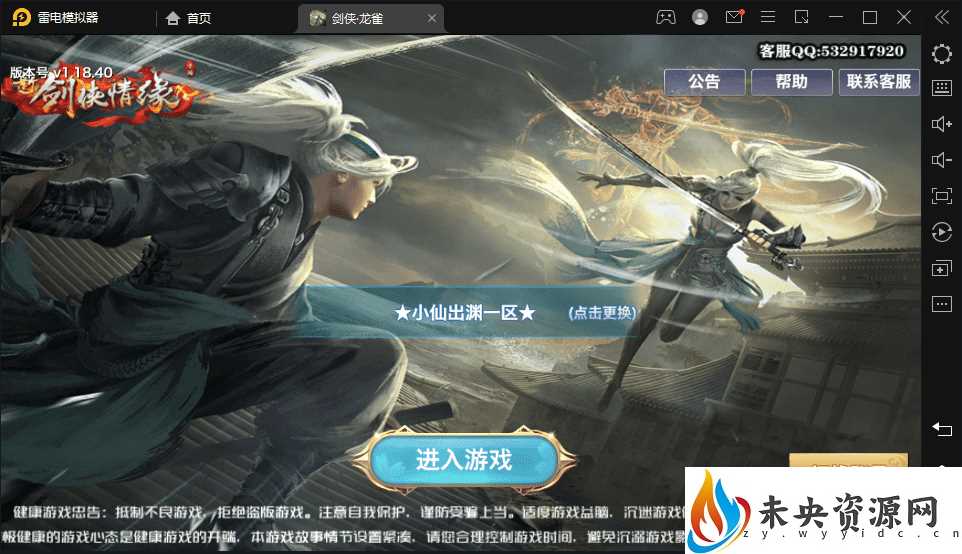 雷电模拟器
首页
剑侠·龙雀
客服QQ:532917920
版本号 v1.18.40
新剑侠情缘
公告
帮助
联系客服
★小仙出渊一区★
(点击更换)
进入游戏
健康游戏忠告：抵制不良游戏，拒绝盗版游戏。注意自我保护，谨防受骗上当。适度游戏益脑，沉迷游戏
极健康的游戏心态是健康游戏的开端，本游戏故事情节设置紧凑，请您合理控制游戏时间，避免沉溺游戏影
未央资源网
zy.wyyidc.cn